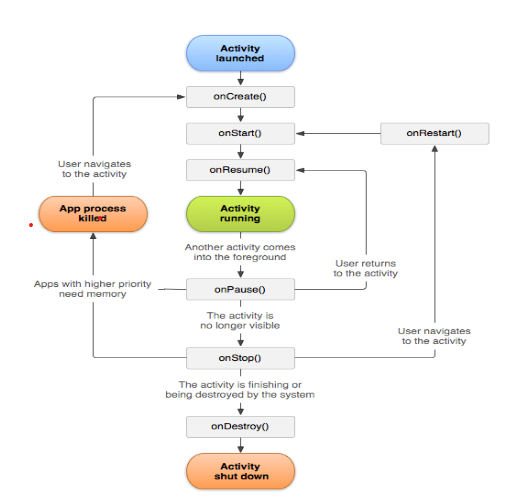 Activity
launched
onCreate()
onStart()
onRestart()
onResume()
User navigates
to the activity
App process
killed
Activity
running
Another activity comes
into the foreground
User returns
to the activity
Apps with higher priority
need memory
onPause()
The activity is
no longer visible
User navigates
to the activity
onStop()
The activity is finishing or
being destroyed by the system
onDestroy()
Activity
shut down